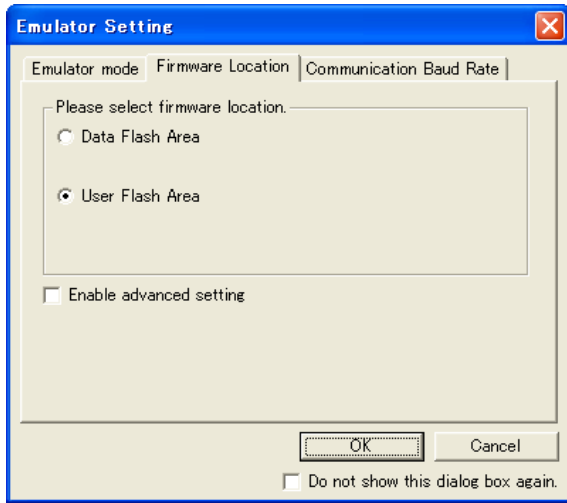 Emulator Setting
Emulator mode Firmware Location Communication Baud Rate
Please select firmware location.
Data Flash Area
User Flash Area
Enable advanced setting
OK Cancel
Do not show this dialog box again.